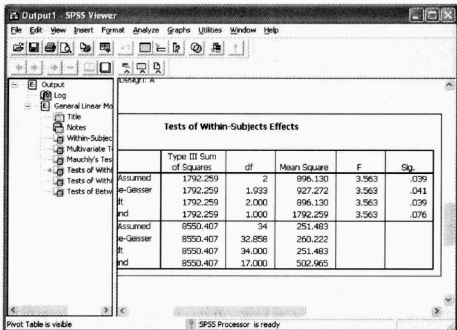 Output1 - SPSS Viewer
File Edit View Insert Format Analyze Graphs Utilities Window Help
Output
Log
General Linear Mo
Title
Notes
Within-Subjec
Multivariate T
Mauchly's Tes
Tests of Withi
Tests of Withi
Tests of Betw
Design: A
Tests of Within-Subjects Effects
Type III Sum of Squares df Mean Square F Sig.
Assumed 1792.259 2 896.130 3.563 .039
e-Geisser 1792.259 1.933 927.272 3.563 .041
dt 1792.259 2.000 896.130 3.563 .039
nd 1792.259 1.000 1792.259 3.563 .076
Assumed 8550.407 34 251.483
e-Geisser 8550.407 32.858 260.222
dt 8550.407 34.000 251.483
nd 8550.407 17.000 502.965
Pivot Table is visible
SPSS Processor is ready